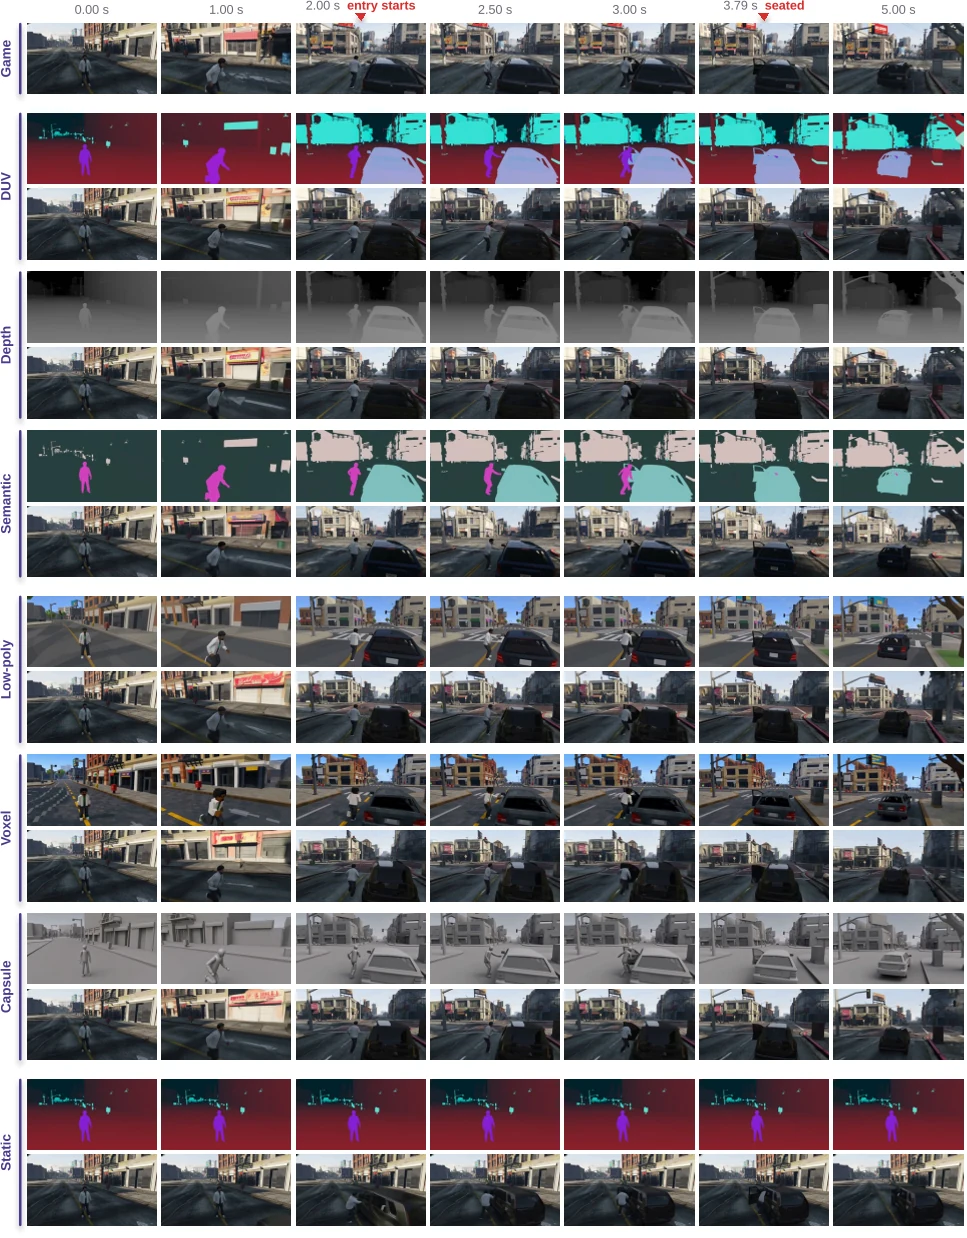 0.00 s
1.00 s
2.00 s entry starts
2.50 s
3.00 s
3.79 s seated
5.00 s
Game
DUV
Depth
Semantic
Low-poly
Voxel
Capsule
Static